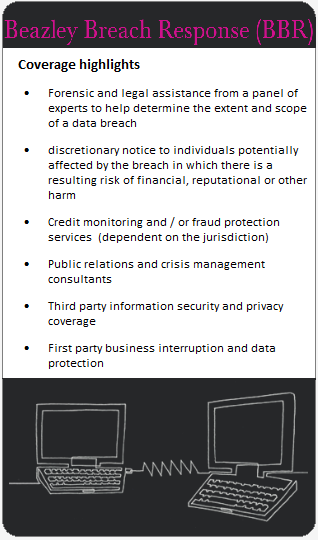 Beazley Breach Response (BBR)
Coverage highlights
• Forensic and legal assistance from a panel of
experts to help determine the extent and scope
of a data breach
• discretionary notice to individuals potentially
affected by the breach in which there is a
resulting risk of financial, reputational or other
harm
• Credit monitoring and / or fraud protection
services (dependent on the jurisdiction)
• Public relations and crisis management
consultants
• Third party information security and privacy
coverage
• First party business interruption and data
protection